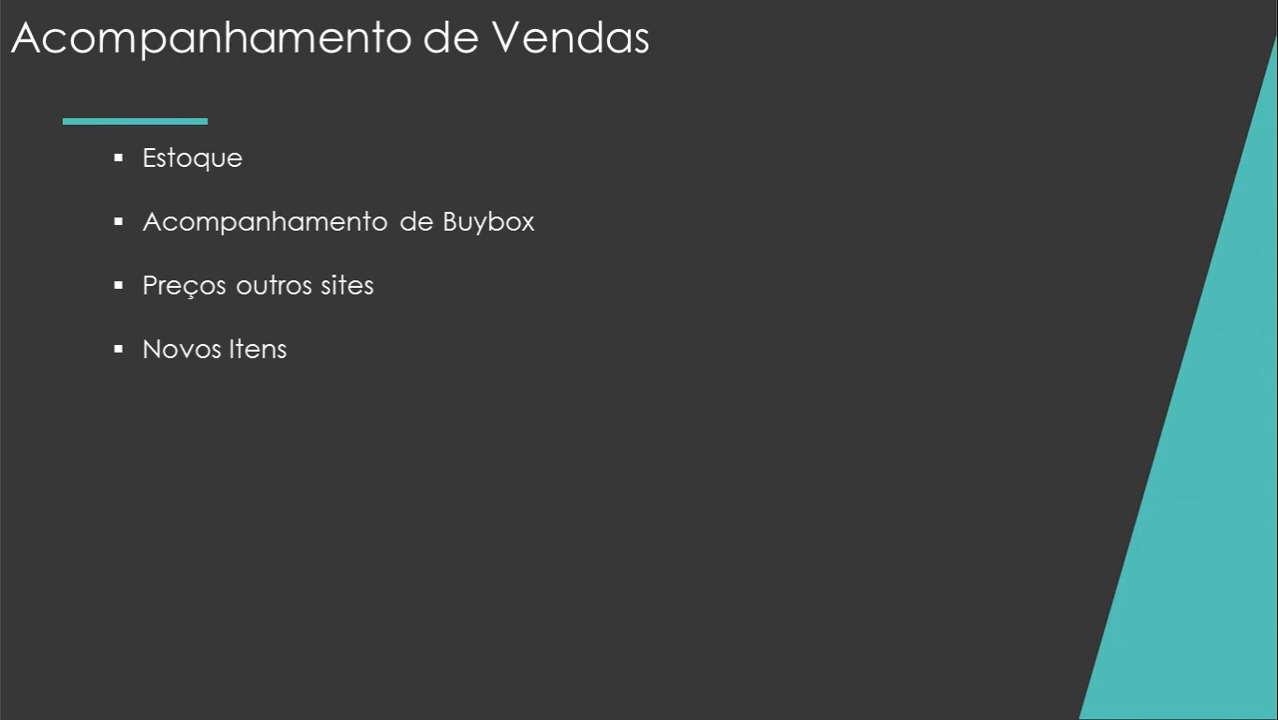 Acompanhamento de Vendas
▪ Estoque
▪ Acompanhamento de Buybox
▪ Preços outros sites
▪ Novos Itens